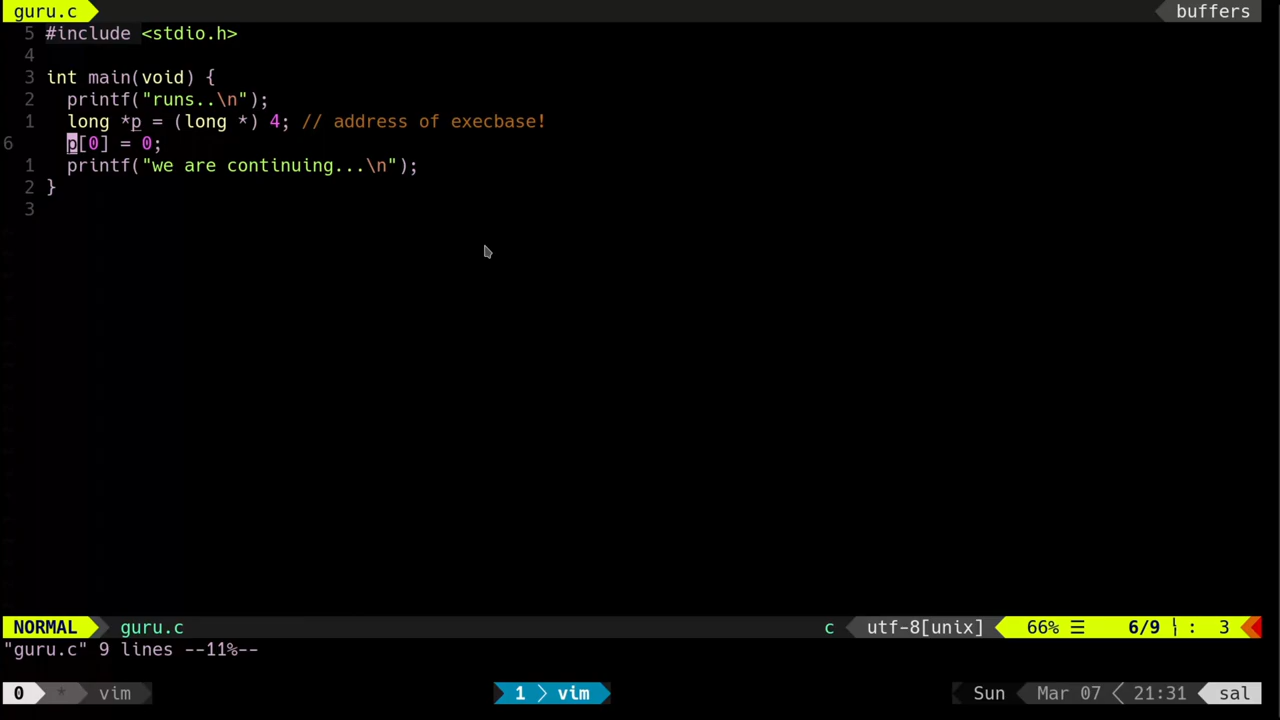 guru.c buffers
5 #include <stdio.h>
4
3 int main(void) {
2 printf("runs..\n");
1 long *p = (long *) 4; // address of execbase!
6 p[0] = 0;
1 printf("we are continuing...\n");
2 }
3
NORMAL guru.c c utf-8[unix] 66% ☰ 6/9 : 3
"guru.c" 9 lines --11%--
0 * vim 1 vim Sun Mar 07 21:31 sal